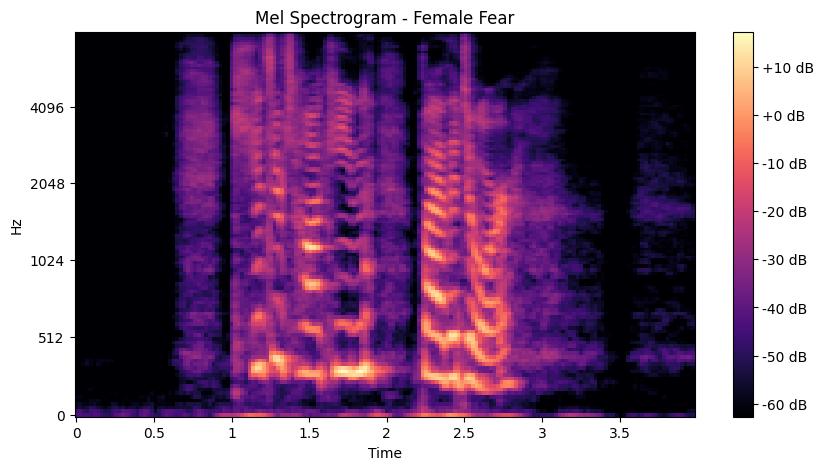 Mel Spectrogram - Female Fear
Hz
4096
2048
1024
512
0
0
0.5
1
1.5
2
2.5
3
3.5
Time
+10 dB
+0 dB
-10 dB
-20 dB
-30 dB
-40 dB
-50 dB
-60 dB